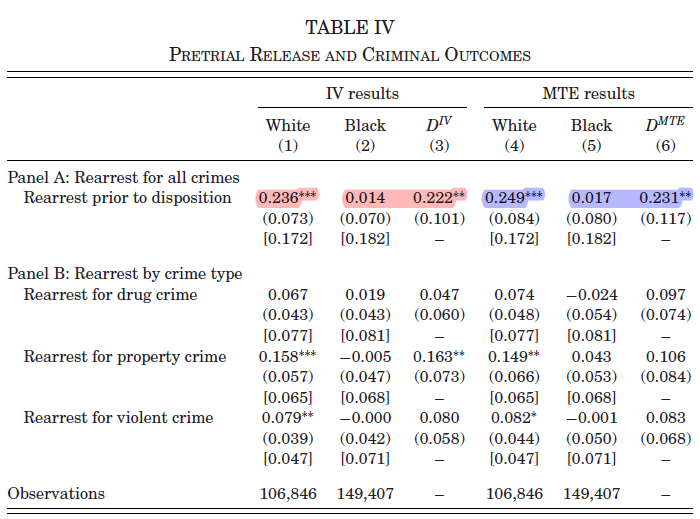 TABLE IV
PRETRIAL RELEASE AND CRIMINAL OUTCOMES
IV results MTE results
White Black D^IV White Black D^MTE
(1) (2) (3) (4) (5) (6)
Panel A: Rearrest for all crimes
Rearrest prior to disposition 0.236*** 0.014 0.222** 0.249*** 0.017 0.231**
(0.073) (0.070) (0.101) (0.084) (0.080) (0.117)
[0.172] [0.182] – [0.172] [0.182] –
Panel B: Rearrest by crime type
Rearrest for drug crime 0.067 0.019 0.047 0.074 −0.024 0.097
(0.043) (0.043) (0.060) (0.048) (0.054) (0.074)
[0.077] [0.081] – [0.077] [0.081] –
Rearrest for property crime 0.158*** −0.005 0.163** 0.149** 0.043 0.106
(0.057) (0.047) (0.073) (0.066) (0.053) (0.084)
[0.065] [0.068] – [0.065] [0.068] –
Rearrest for violent crime 0.079** −0.000 0.080 0.082* −0.001 0.083
(0.039) (0.042) (0.058) (0.044) (0.050) (0.068)
[0.047] [0.071] – [0.047] [0.071] –
Observations 106,846 149,407 – 106,846 149,407 –